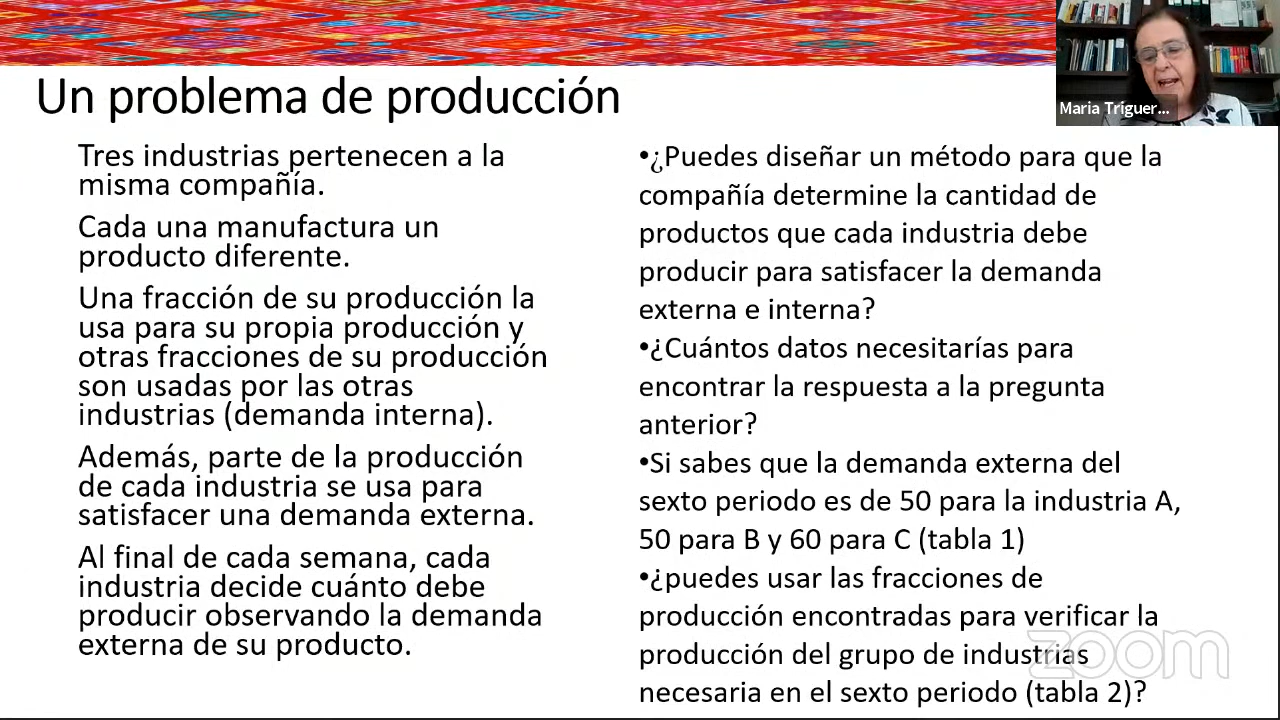 Un problema de producción
Tres industrias pertenecen a la
misma compañía.
Cada una manufactura un
producto diferente.
Una fracción de su producción la
usa para su propia producción y
otras fracciones de su producción
son usadas por las otras
industrias (demanda interna).
Además, parte de la producción
de cada industria se usa para
satisfacer una demanda externa.
Al final de cada semana, cada
industria decide cuánto debe
producir observando la demanda
externa de su producto.
•¿Puedes diseñar un método para que la
compañía determine la cantidad de
productos que cada industria debe
producir para satisfacer la demanda
externa e interna?
•¿Cuántos datos necesitarías para
encontrar la respuesta a la pregunta
anterior?
•Si sabes que la demanda externa del
sexto periodo es de 50 para la industria A,
50 para B y 60 para C (tabla 1)
•¿puedes usar las fracciones de
producción encontradas para verificar la
producción del grupo de industrias
necesaria en el sexto periodo (tabla 2)?
Maria Triguer...
zoom